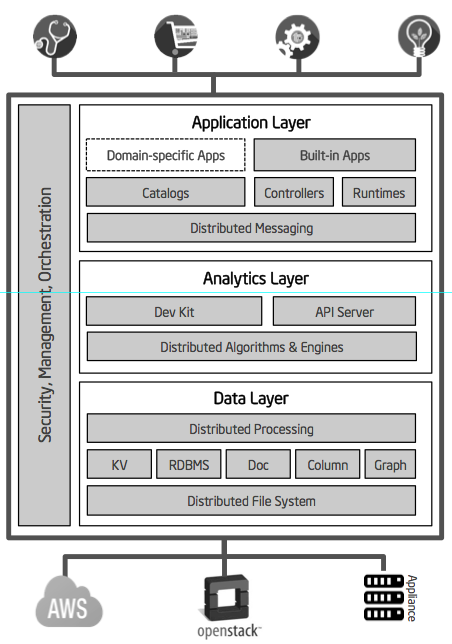 Security, Management, Orchestration
Application Layer
Domain-specific Apps
Built-in Apps
Catalogs
Controllers
Runtimes
Distributed Messaging
Analytics Layer
Dev Kit
API Server
Distributed Algorithms & Engines
Data Layer
Distributed Processing
KV
RDBMS
Doc
Column
Graph
Distributed File System
AWS
openstack™
Appliance